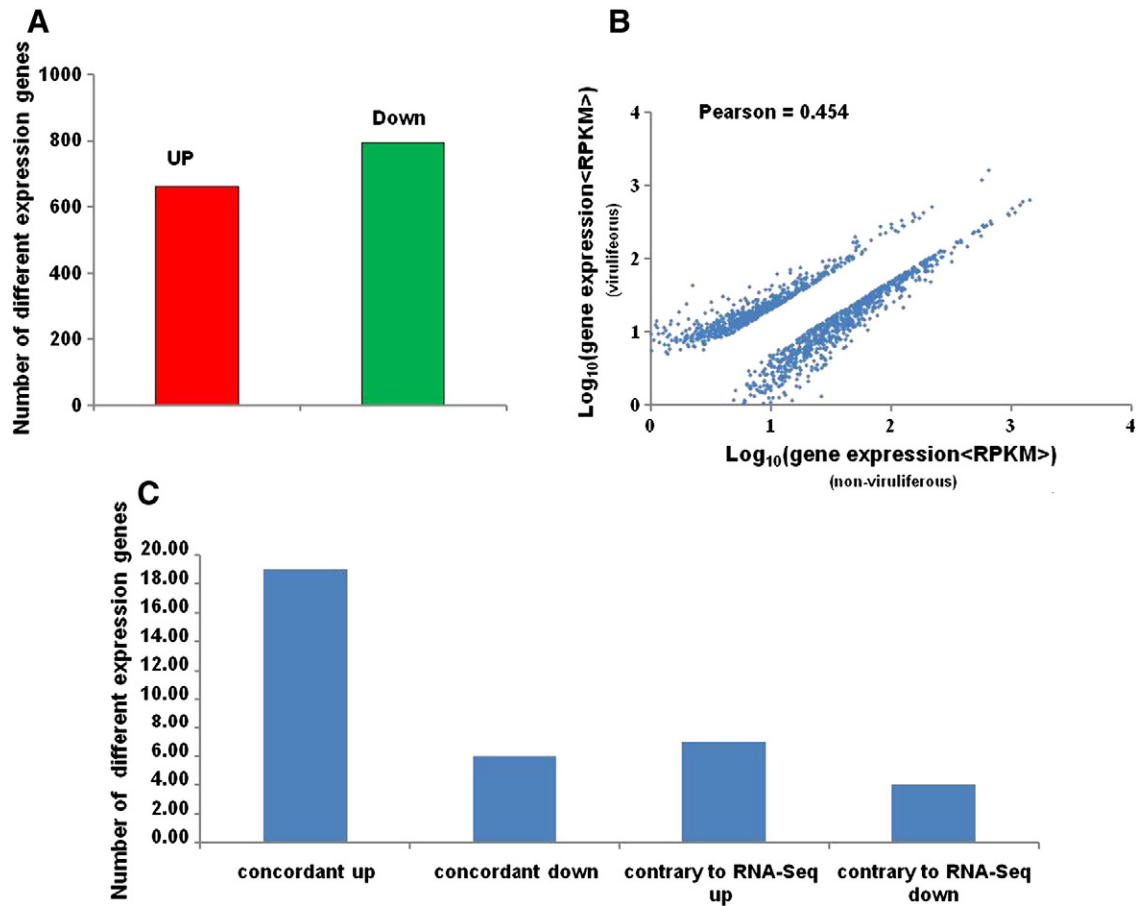 A
Number of different expression genes
1000
800
600
400
200
0
UP
Down
B
Log10(gene expression<RPKM>)
(virulifeorus)
4
3
2
1
0
Pearson = 0.454
0 1 2 3 4
Log10(gene expression<RPKM>)
(non-viruliferous)
C
Number of different expression genes
20.00
18.00
16.00
14.00
12.00
10.00
8.00
6.00
4.00
2.00
0.00
concordant up
concordant down
contrary to RNA-Seq
up
contrary to RNA-Seq
down